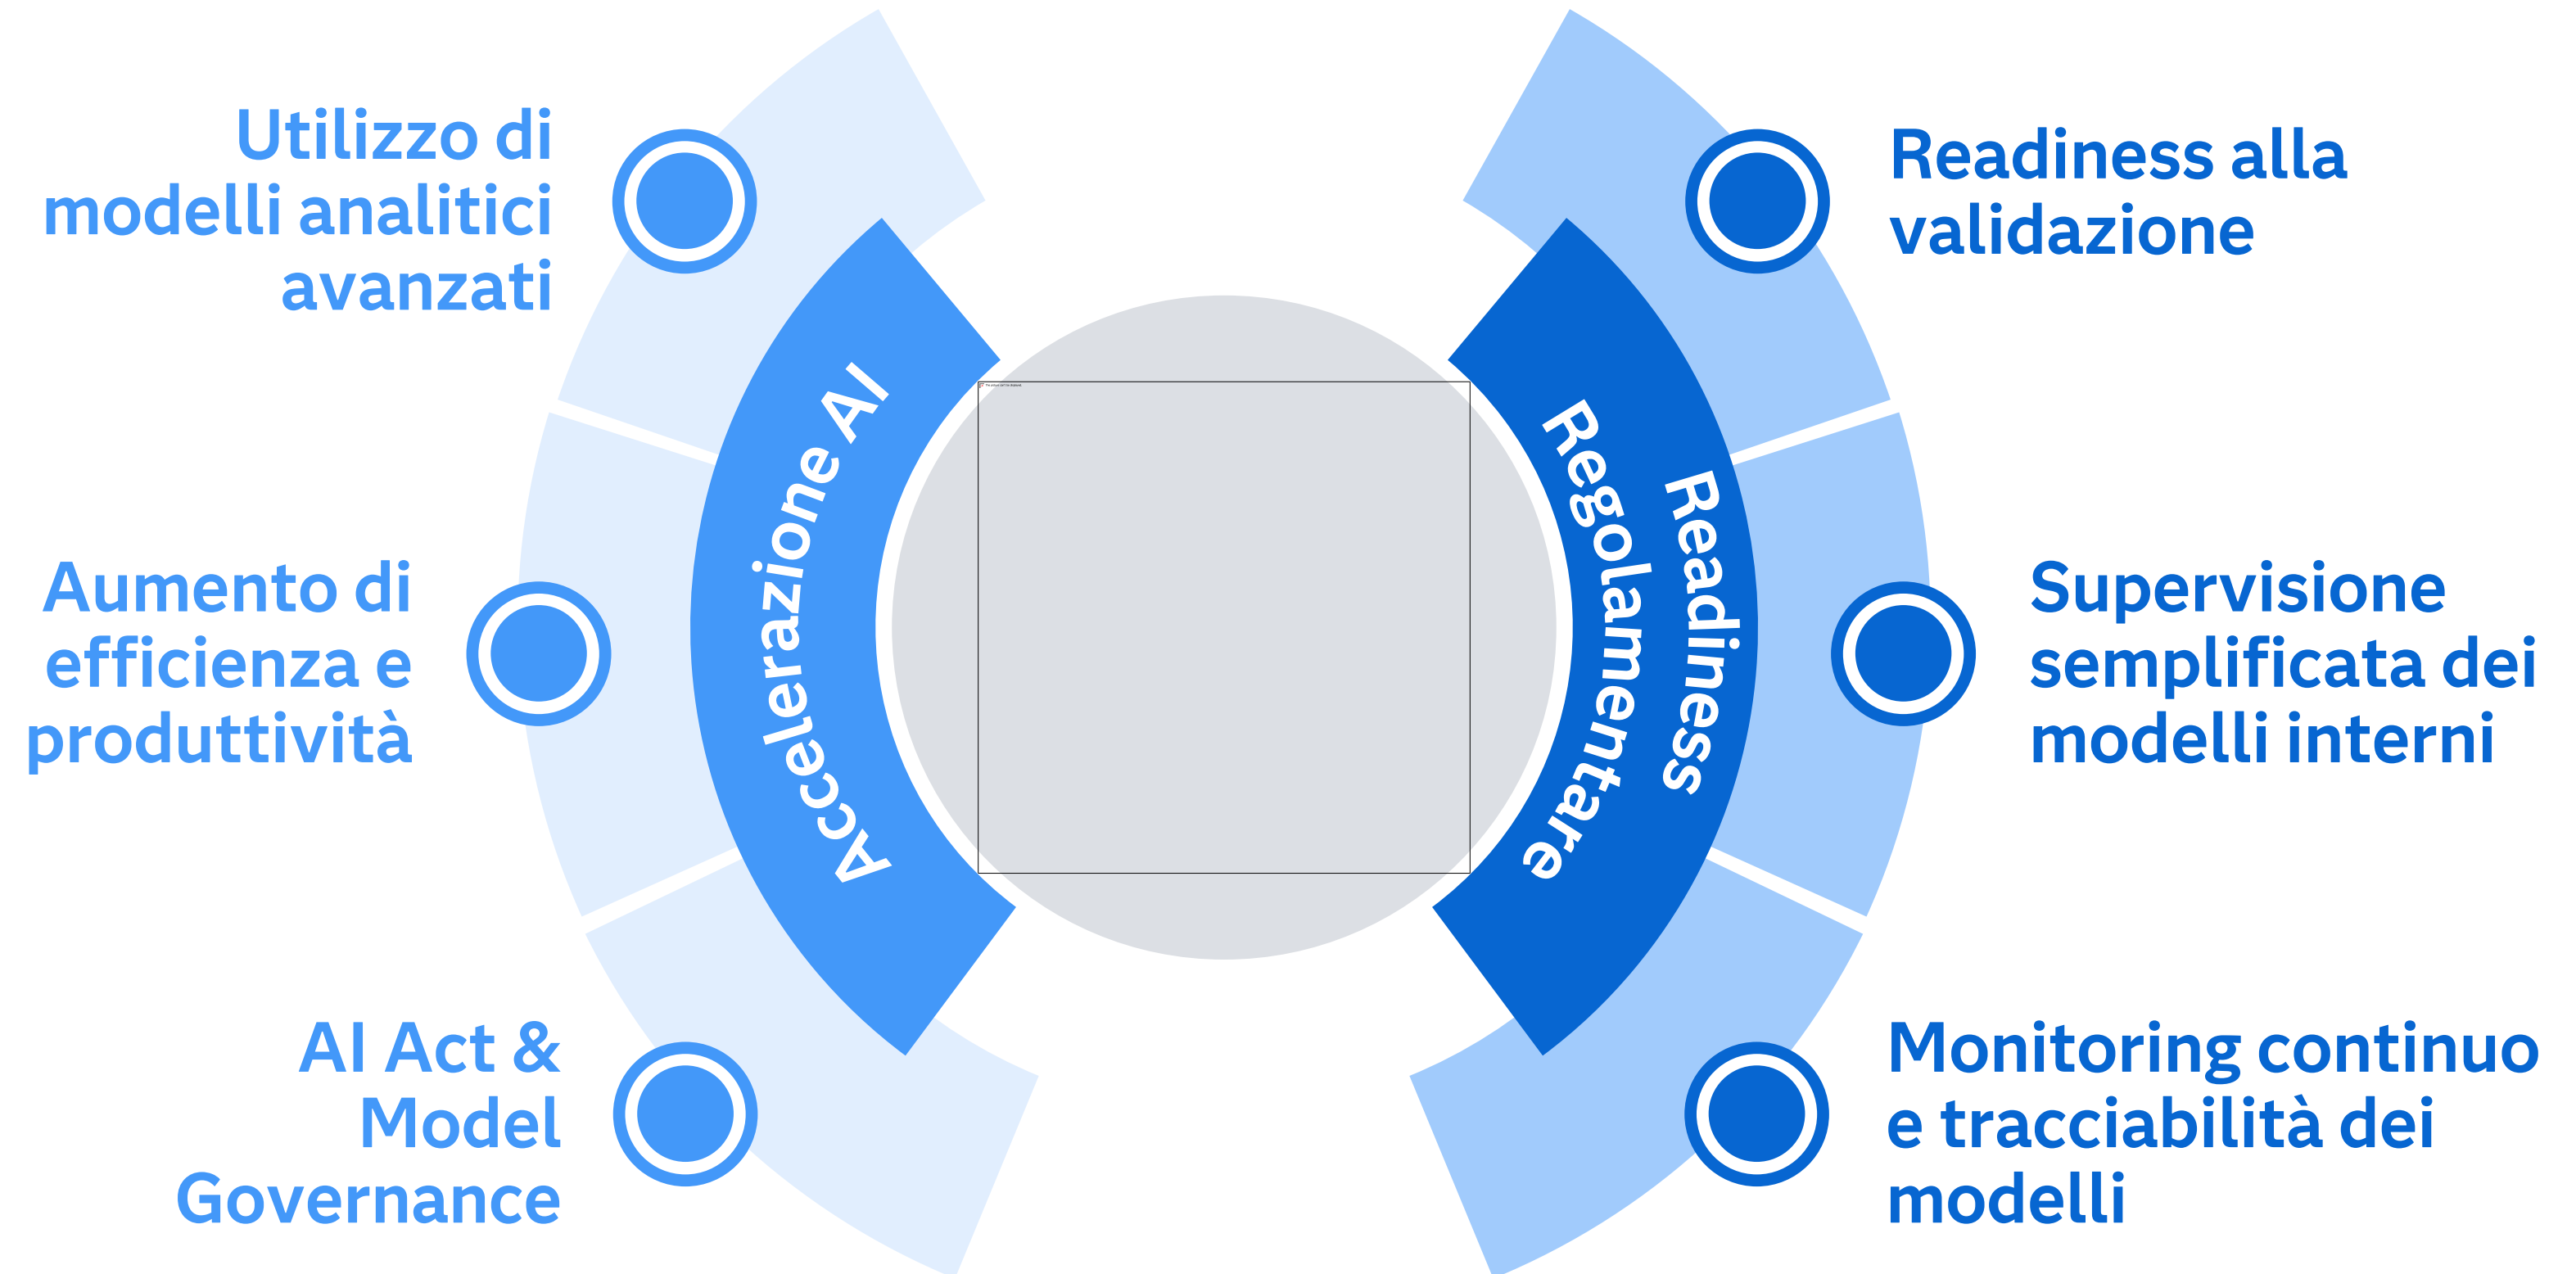 Utilizzo di
modelli analitici
avanzati
Aumento di
efficienza e
produttività
AI Act &
Model
Governance
Accelerazione AI
Readiness
Regolamentare
Readiness alla
validazione
Supervisione
semplificata dei
modelli interni
Monitoring continuo
e tracciabilità dei
modelli